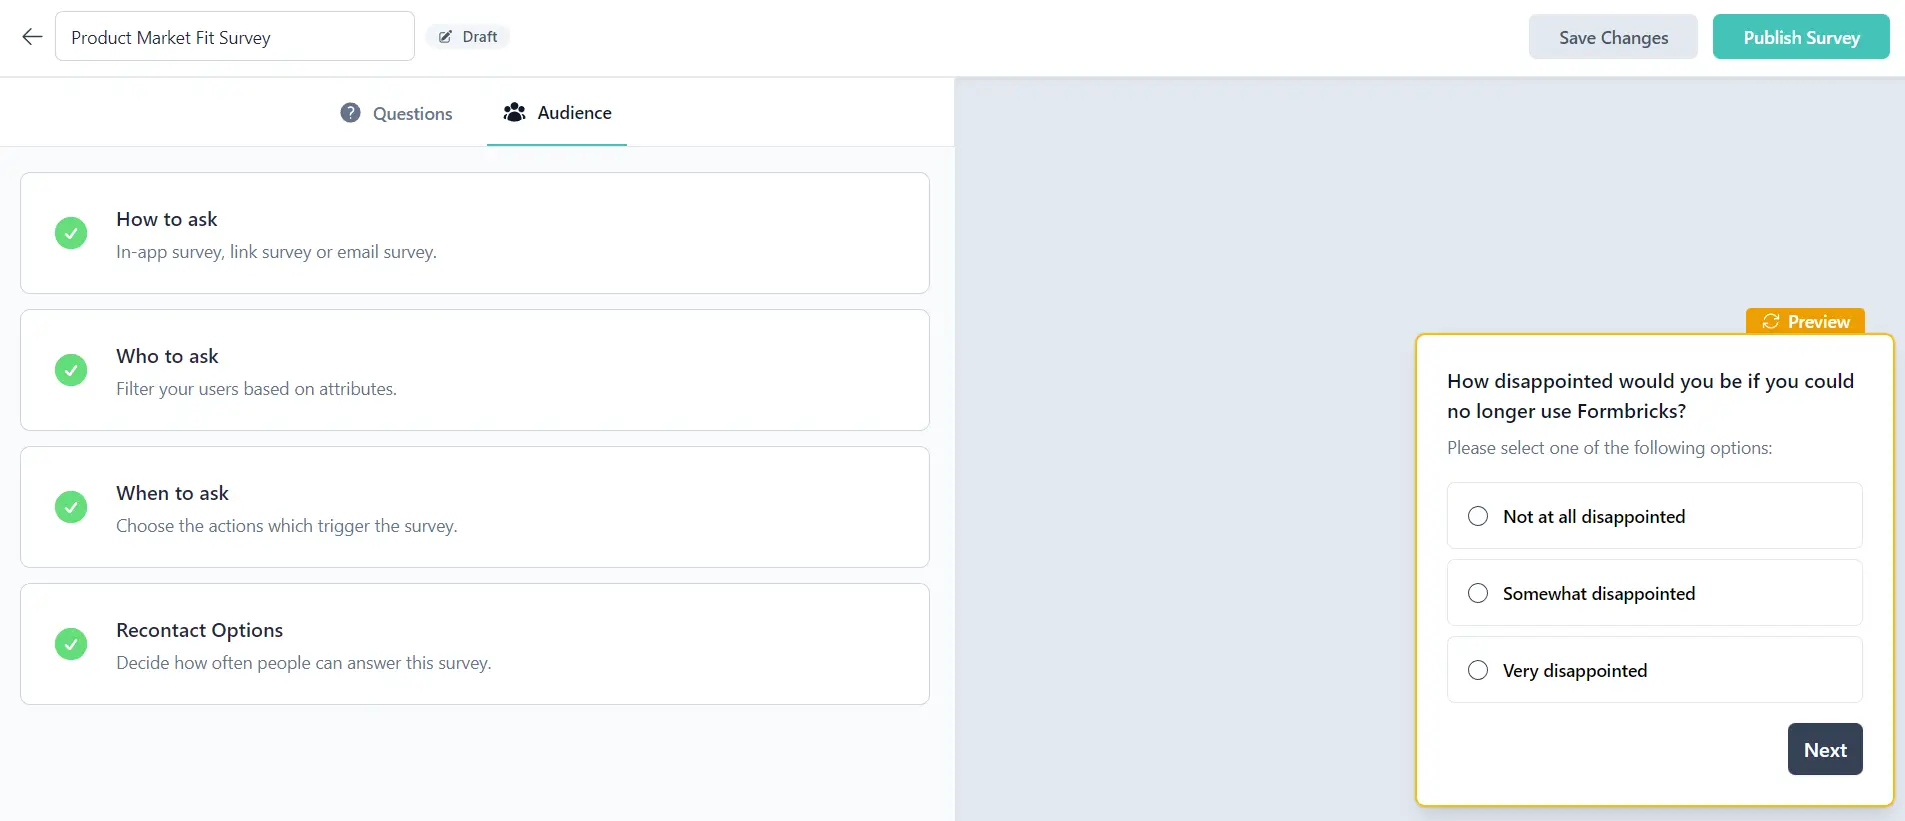 Product Market Fit Survey
Draft
Save Changes
Publish Survey
Questions
Audience
How to ask
In-app survey, link survey or email survey.
Who to ask
Filter your users based on attributes.
When to ask
Choose the actions which trigger the survey.
Recontact Options
Decide how often people can answer this survey.
Preview
How disappointed would you be if you could
no longer use Formbricks?
Please select one of the following options:
Not at all disappointed
Somewhat disappointed
Very disappointed
Next